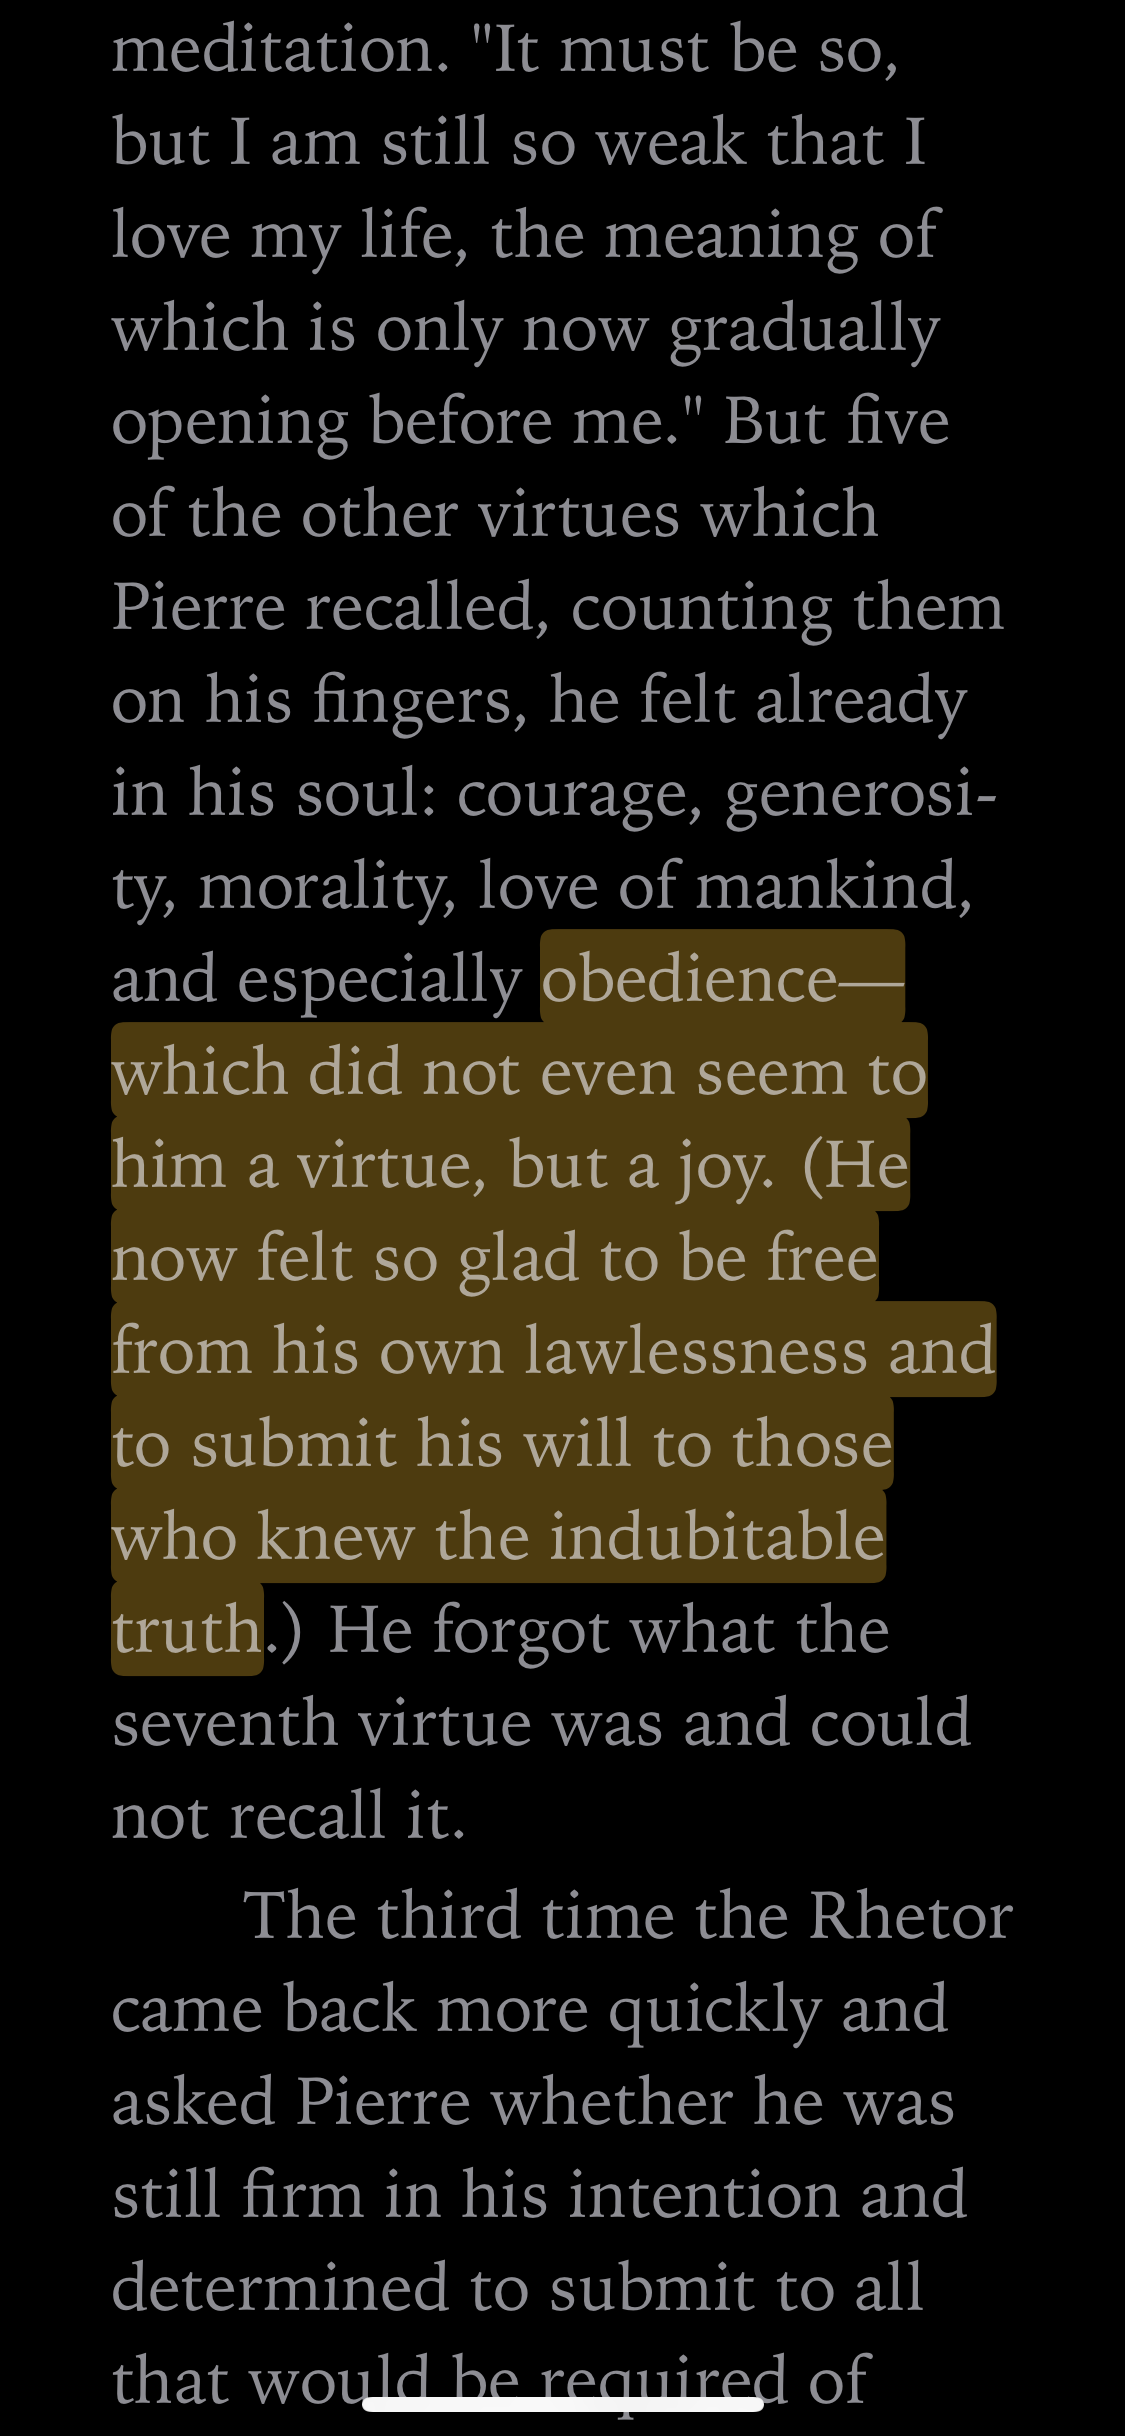 meditation. "It must be so,
but I am still so weak that I
love my life, the meaning of
which is only now gradually
opening before me." But five
of the other virtues which
Pierre recalled, counting them
on his fingers, he felt already
in his soul: courage, generosi-
ty, morality, love of mankind,
and especially obedience—
which did not even seem to
him a virtue, but a joy. (He
now felt so glad to be free
from his own lawlessness and
to submit his will to those
who knew the indubitable
truth.) He forgot what the
seventh virtue was and could
not recall it.
The third time the Rhetor
came back more quickly and
asked Pierre whether he was
still firm in his intention and
determined to submit to all
that would be required of